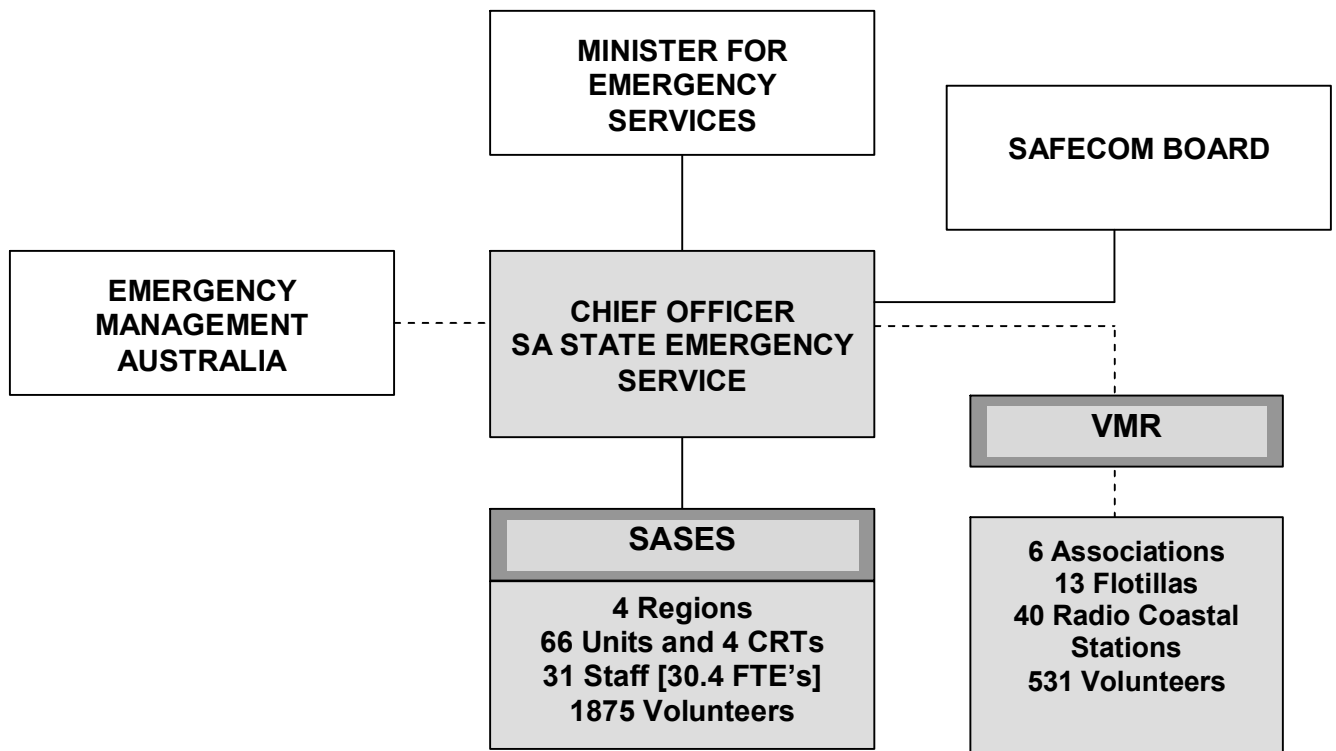 MINISTER FOR
EMERGENCY
SERVICES
SAFECOM BOARD
EMERGENCY
MANAGEMENT
AUSTRALIA
CHIEF OFFICER
SA STATE EMERGENCY
SERVICE
VMR
SASES
4 Regions
66 Units and 4 CRTs
31 Staff [30.4 FTE’s]
1875 Volunteers
6 Associations
13 Flotillas
40 Radio Coastal
Stations
531 Volunteers